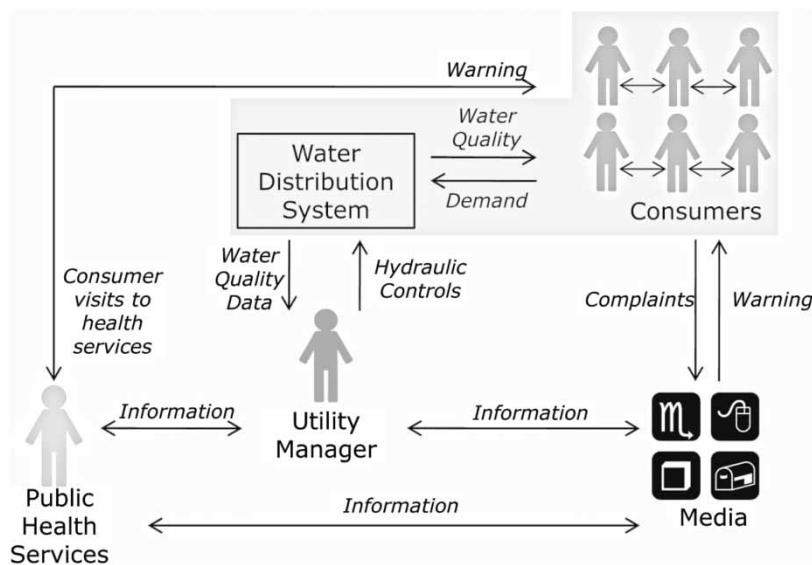 Warning
Water
Quality
Water
Distribution
System
Demand
Consumers
Water
Quality
Data
Hydraulic
Controls
Complaints
Warning
Consumer
visits to
health
services
Information
Utility
Manager
Information
Public
Health
Services
Information
Media